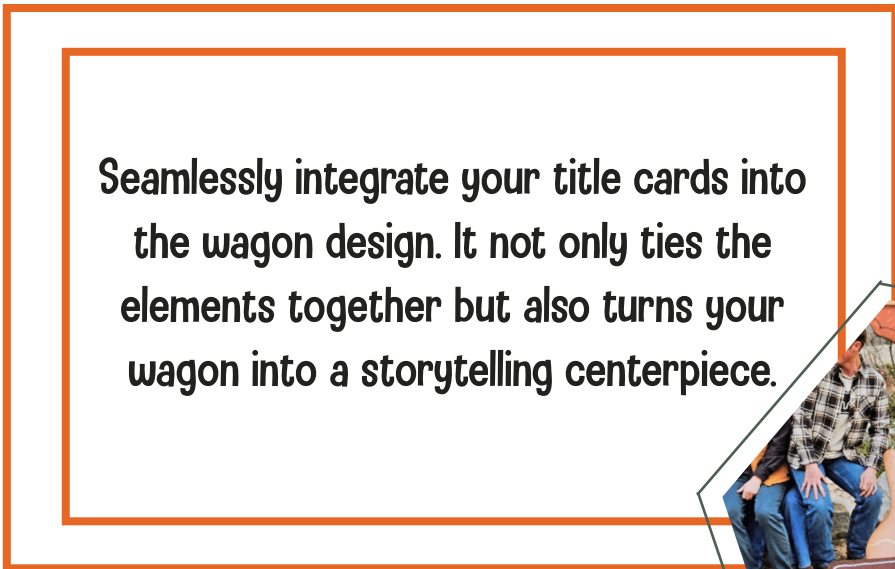 Seamlessly integrate your title cards into
the wagon design. It not only ties the
elements together but also turns your
wagon into a storytelling centerpiece.